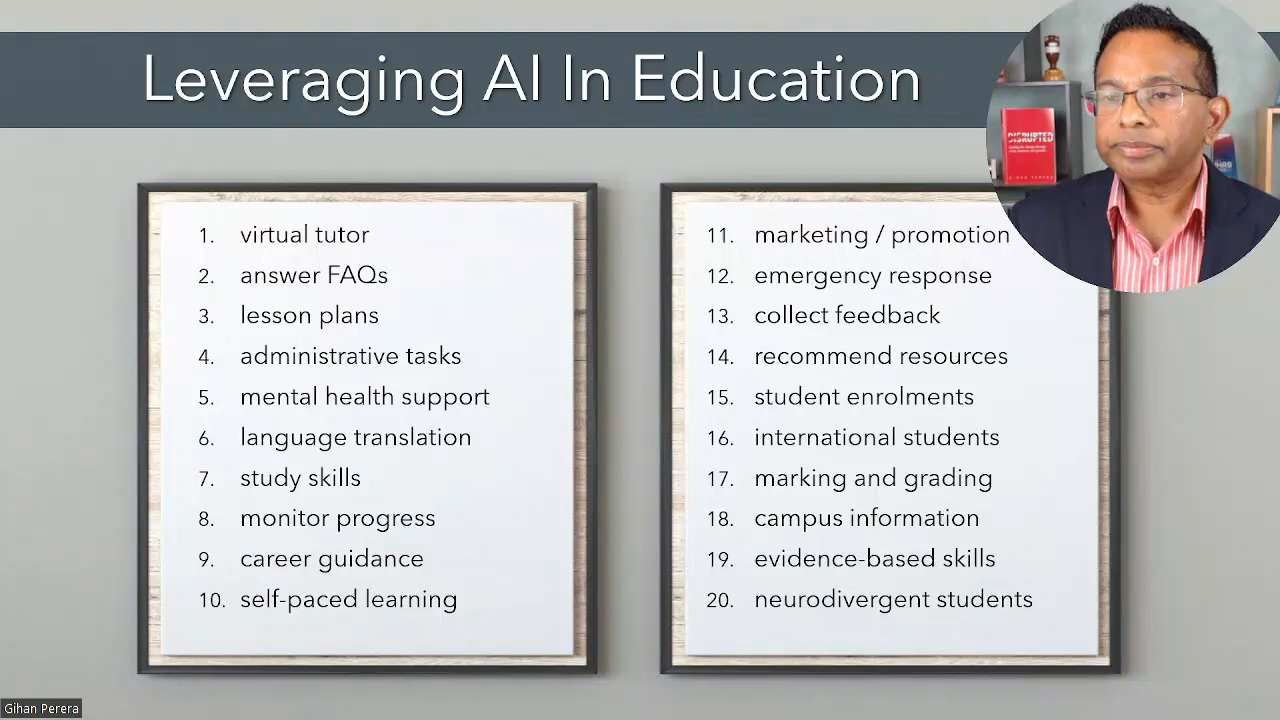 Leveraging AI In Education
1. virtual tutor
2. answer FAQs
3. lesson plans
4. administrative tasks
5. mental health support
6. language translation
7. study skills
8. monitor progress
9. career guidance
10. self-paced learning
11. marketing / promotion
12. emergency response
13. collect feedback
14. recommend resources
15. student enrolments
16. international students
17. marking and grading
18. campus information
19. evidence-based skills
20. neurodivergent students
DISRUPTED
GIHAN PERERA
Gihan Perera